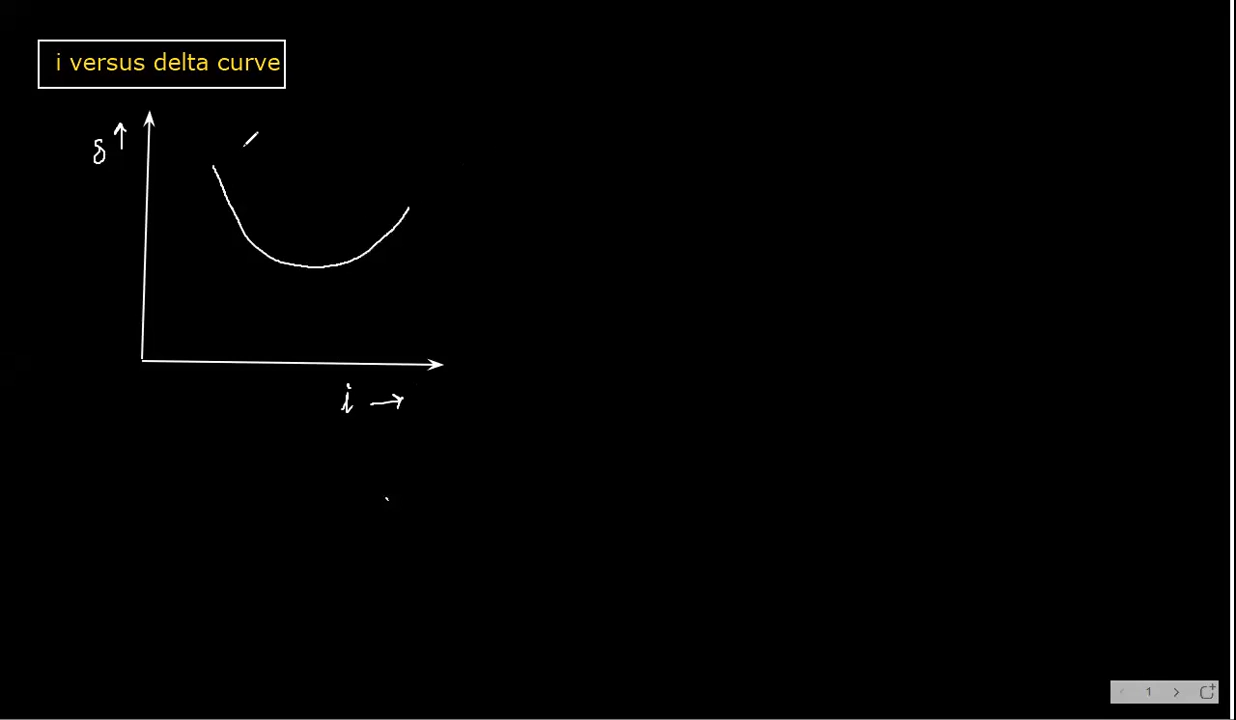 i versus delta curve
δ ↑
i →
1